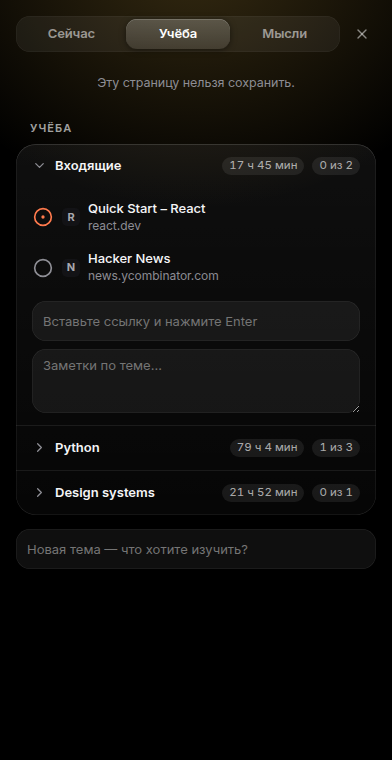 Сейчас
Учёба
Мысли
Эту страницу нельзя сохранить.
УЧЁБА
Входящие
17 ч 45 мин
0 из 2
R
Quick Start – React
react.dev
N
Hacker News
news.ycombinator.com
Вставьте ссылку и нажмите Enter
Заметки по теме...
Python
79 ч 4 мин
1 из 3
Design systems
21 ч 52 мин
0 из 1
Новая тема — что хотите изучить?